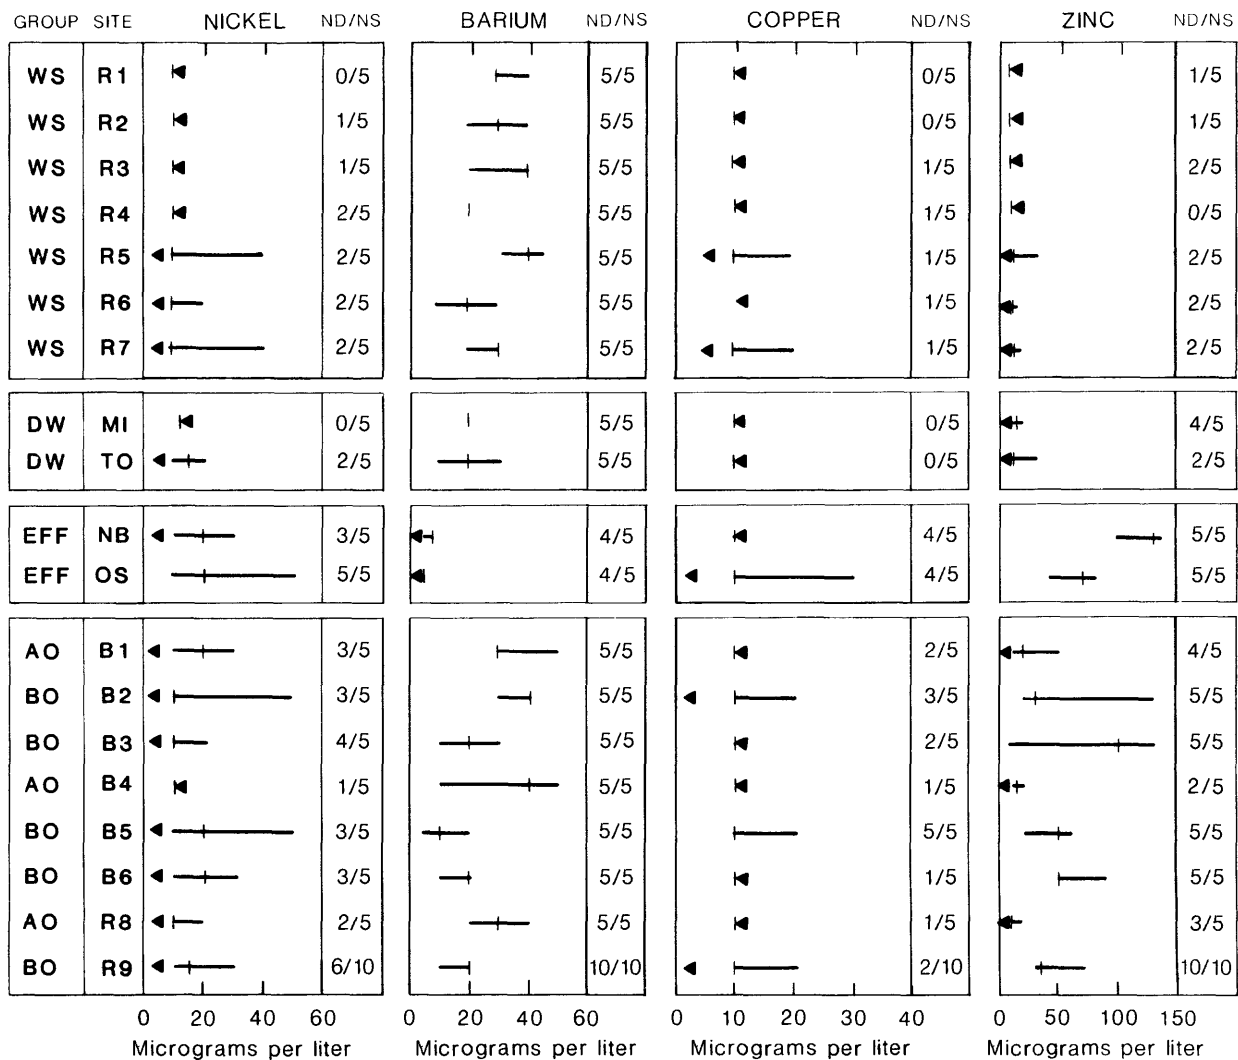 GROUP SITE NICKEL ND/NS BARIUM ND/NS COPPER ND/NS ZINC ND/NS
WS R1 0/5 5/5 0/5 1/5
WS R2 1/5 5/5 0/5 1/5
WS R3 1/5 5/5 1/5 2/5
WS R4 2/5 5/5 1/5 0/5
WS R5 2/5 5/5 1/5 2/5
WS R6 2/5 5/5 1/5 2/5
WS R7 2/5 5/5 1/5 2/5
DW MI 0/5 5/5 0/5 4/5
DW TO 2/5 5/5 0/5 2/5
EFF NB 3/5 4/5 4/5 5/5
EFF OS 5/5 4/5 4/5 5/5
AO B1 3/5 5/5 2/5 4/5
BO B2 3/5 5/5 3/5 5/5
BO B3 4/5 5/5 2/5 5/5
AO B4 1/5 5/5 1/5 2/5
BO B5 3/5 5/5 5/5 5/5
BO B6 3/5 5/5 1/5 5/5
AO R8 2/5 5/5 1/5 3/5
BO R9 6/10 10/10 2/10 10/10
0 20 40 60 0 20 40 60 0 10 20 30 40 0 50 100 150
Micrograms per liter Micrograms per liter Micrograms per liter Micrograms per liter